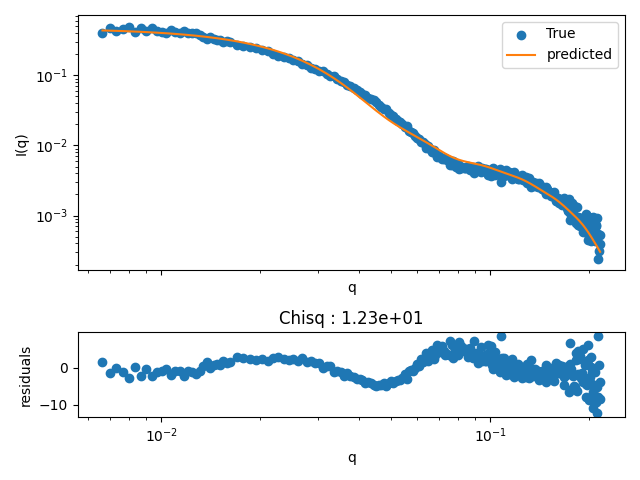 True
predicted
10⁻¹
10⁻²
10⁻³
I(q)
q
Chisq : 1.23e+01
0
−10
residuals
10⁻²
10⁻¹
q